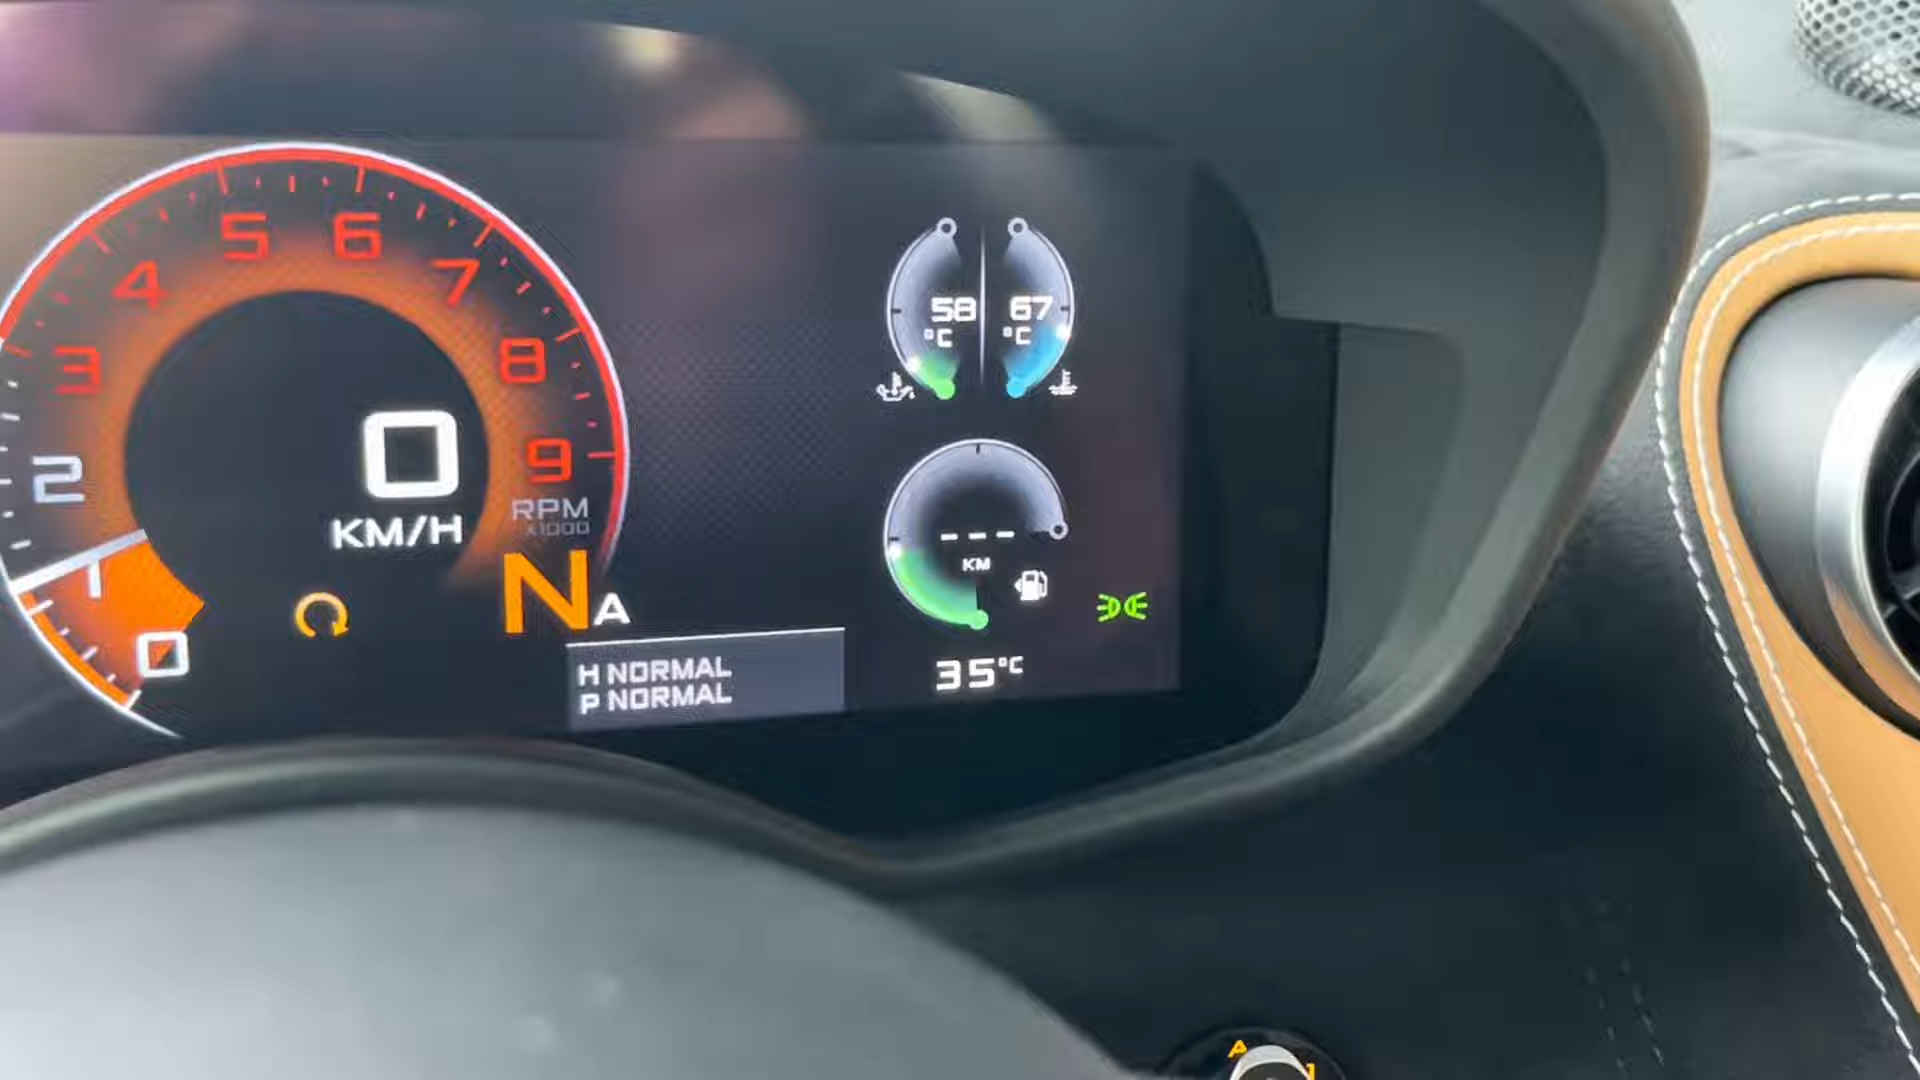 5 6
4 7
3 8
2 9
1
0
0
KM/H
RPM
x1000
N A
H NORMAL
P NORMAL
58 67
°C °C
---
KM
35°C
A